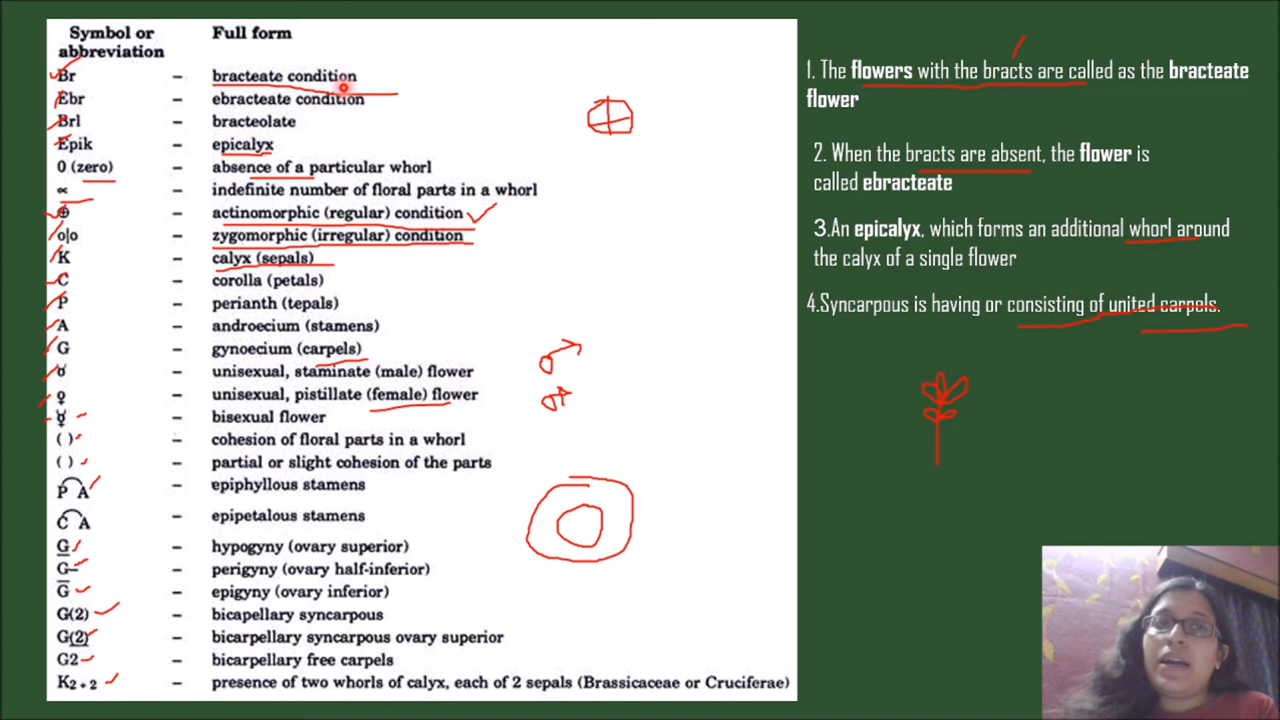 Symbol or abbreviation Full form
Br – bracteate condition
Ebr – ebracteate condition
Brl – bracteolate
Epik – epicalyx
0 (zero) – absence of a particular whorl
∝ – indefinite number of floral parts in a whorl
⊕ – actinomorphic (regular) condition
o|o – zygomorphic (irregular) condition
K – calyx (sepals)
C – corolla (petals)
P – perianth (tepals)
A – androecium (stamens)
G – gynoecium (carpels)
♂ – unisexual, staminate (male) flower
♀ – unisexual, pistillate (female) flower
⚥ – bisexual flower
( ) – cohesion of floral parts in a whorl
( ) – partial or slight cohesion of the parts
P A – epiphyllous stamens
C A – epipetalous stamens
G – hypogyny (ovary superior)
G– – perigyny (ovary half-inferior)
G – epigyny (ovary inferior)
G(2) – bicapellary syncarpous
G(2) – bicarpellary syncarpous ovary superior
G2 – bicarpellary free carpels
K2 + 2 – presence of two whorls of calyx, each of 2 sepals (Brassicaceae or Cruciferae)
1. The flowers with the bracts are called as the bracteate
flower
2. When the bracts are absent, the flower is
called ebracteate
3.An epicalyx, which forms an additional whorl around
the calyx of a single flower
4.Syncarpous is having or consisting of united carpels.